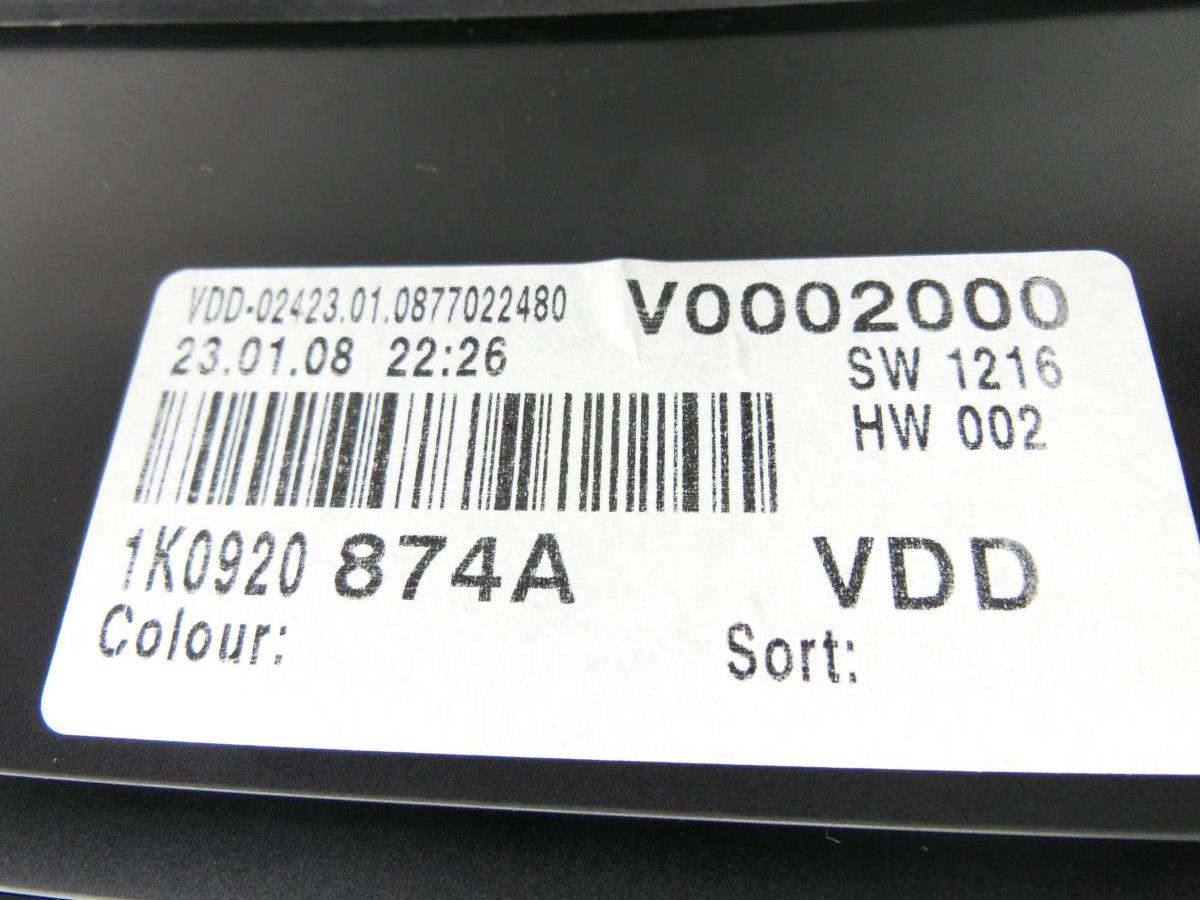 VDD-02423.01.0877022480 V0002000
23.01.08 22:26 SW 1216
HW 002
1K0920 874A VDD
Colour: Sort: